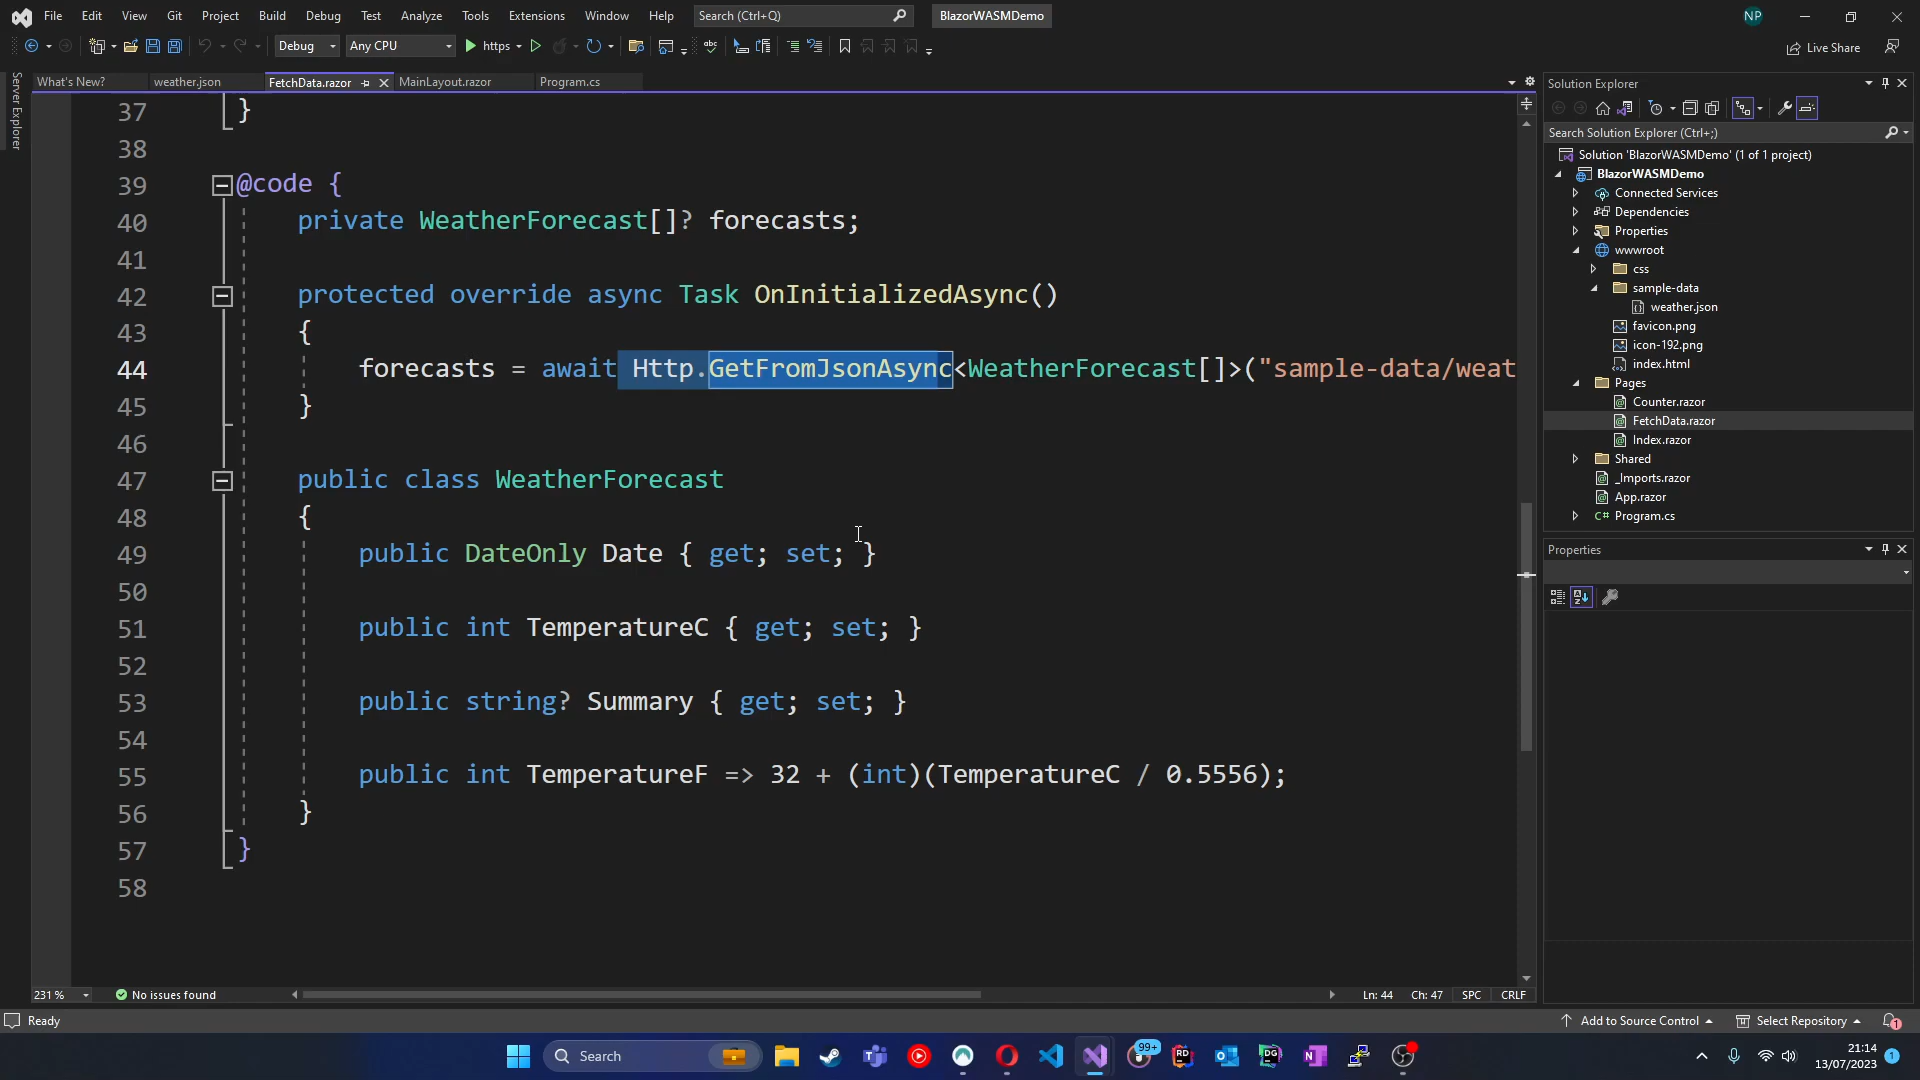 File Edit View Git Project Build Debug Test Analyze Tools Extensions Window Help Search (Ctrl+Q) BlazorWASMDemo NP
Debug Any CPU https Live Share
What's New? weather.json FetchData.razor MainLayout.razor Program.cs
Server Explorer
37 }
38
39 @code {
40 private WeatherForecast[]? forecasts;
41
42 protected override async Task OnInitializedAsync()
43 {
44 forecasts = await Http.GetFromJsonAsync<WeatherForecast[]>("sample-data/weat
45 }
46
47 public class WeatherForecast
48 {
49 public DateOnly Date { get; set; }
50
51 public int TemperatureC { get; set; }
52
53 public string? Summary { get; set; }
54
55 public int TemperatureF => 32 + (int)(TemperatureC / 0.5556);
56 }
57 }
58
231 % No issues found Ln: 44 Ch: 47 SPC CRLF
Solution Explorer
Search Solution Explorer (Ctrl+;)
Solution 'BlazorWASMDemo' (1 of 1 project)
BlazorWASMDemo
Connected Services
Dependencies
Properties
wwwroot
css
sample-data
weather.json
favicon.png
icon-192.png
index.html
Pages
Counter.razor
FetchData.razor
Index.razor
Shared
_Imports.razor
App.razor
C# Program.cs
Properties
Ready Add to Source Control Select Repository 1
Search 99+ RD DG N 21:14
13/07/2023 1